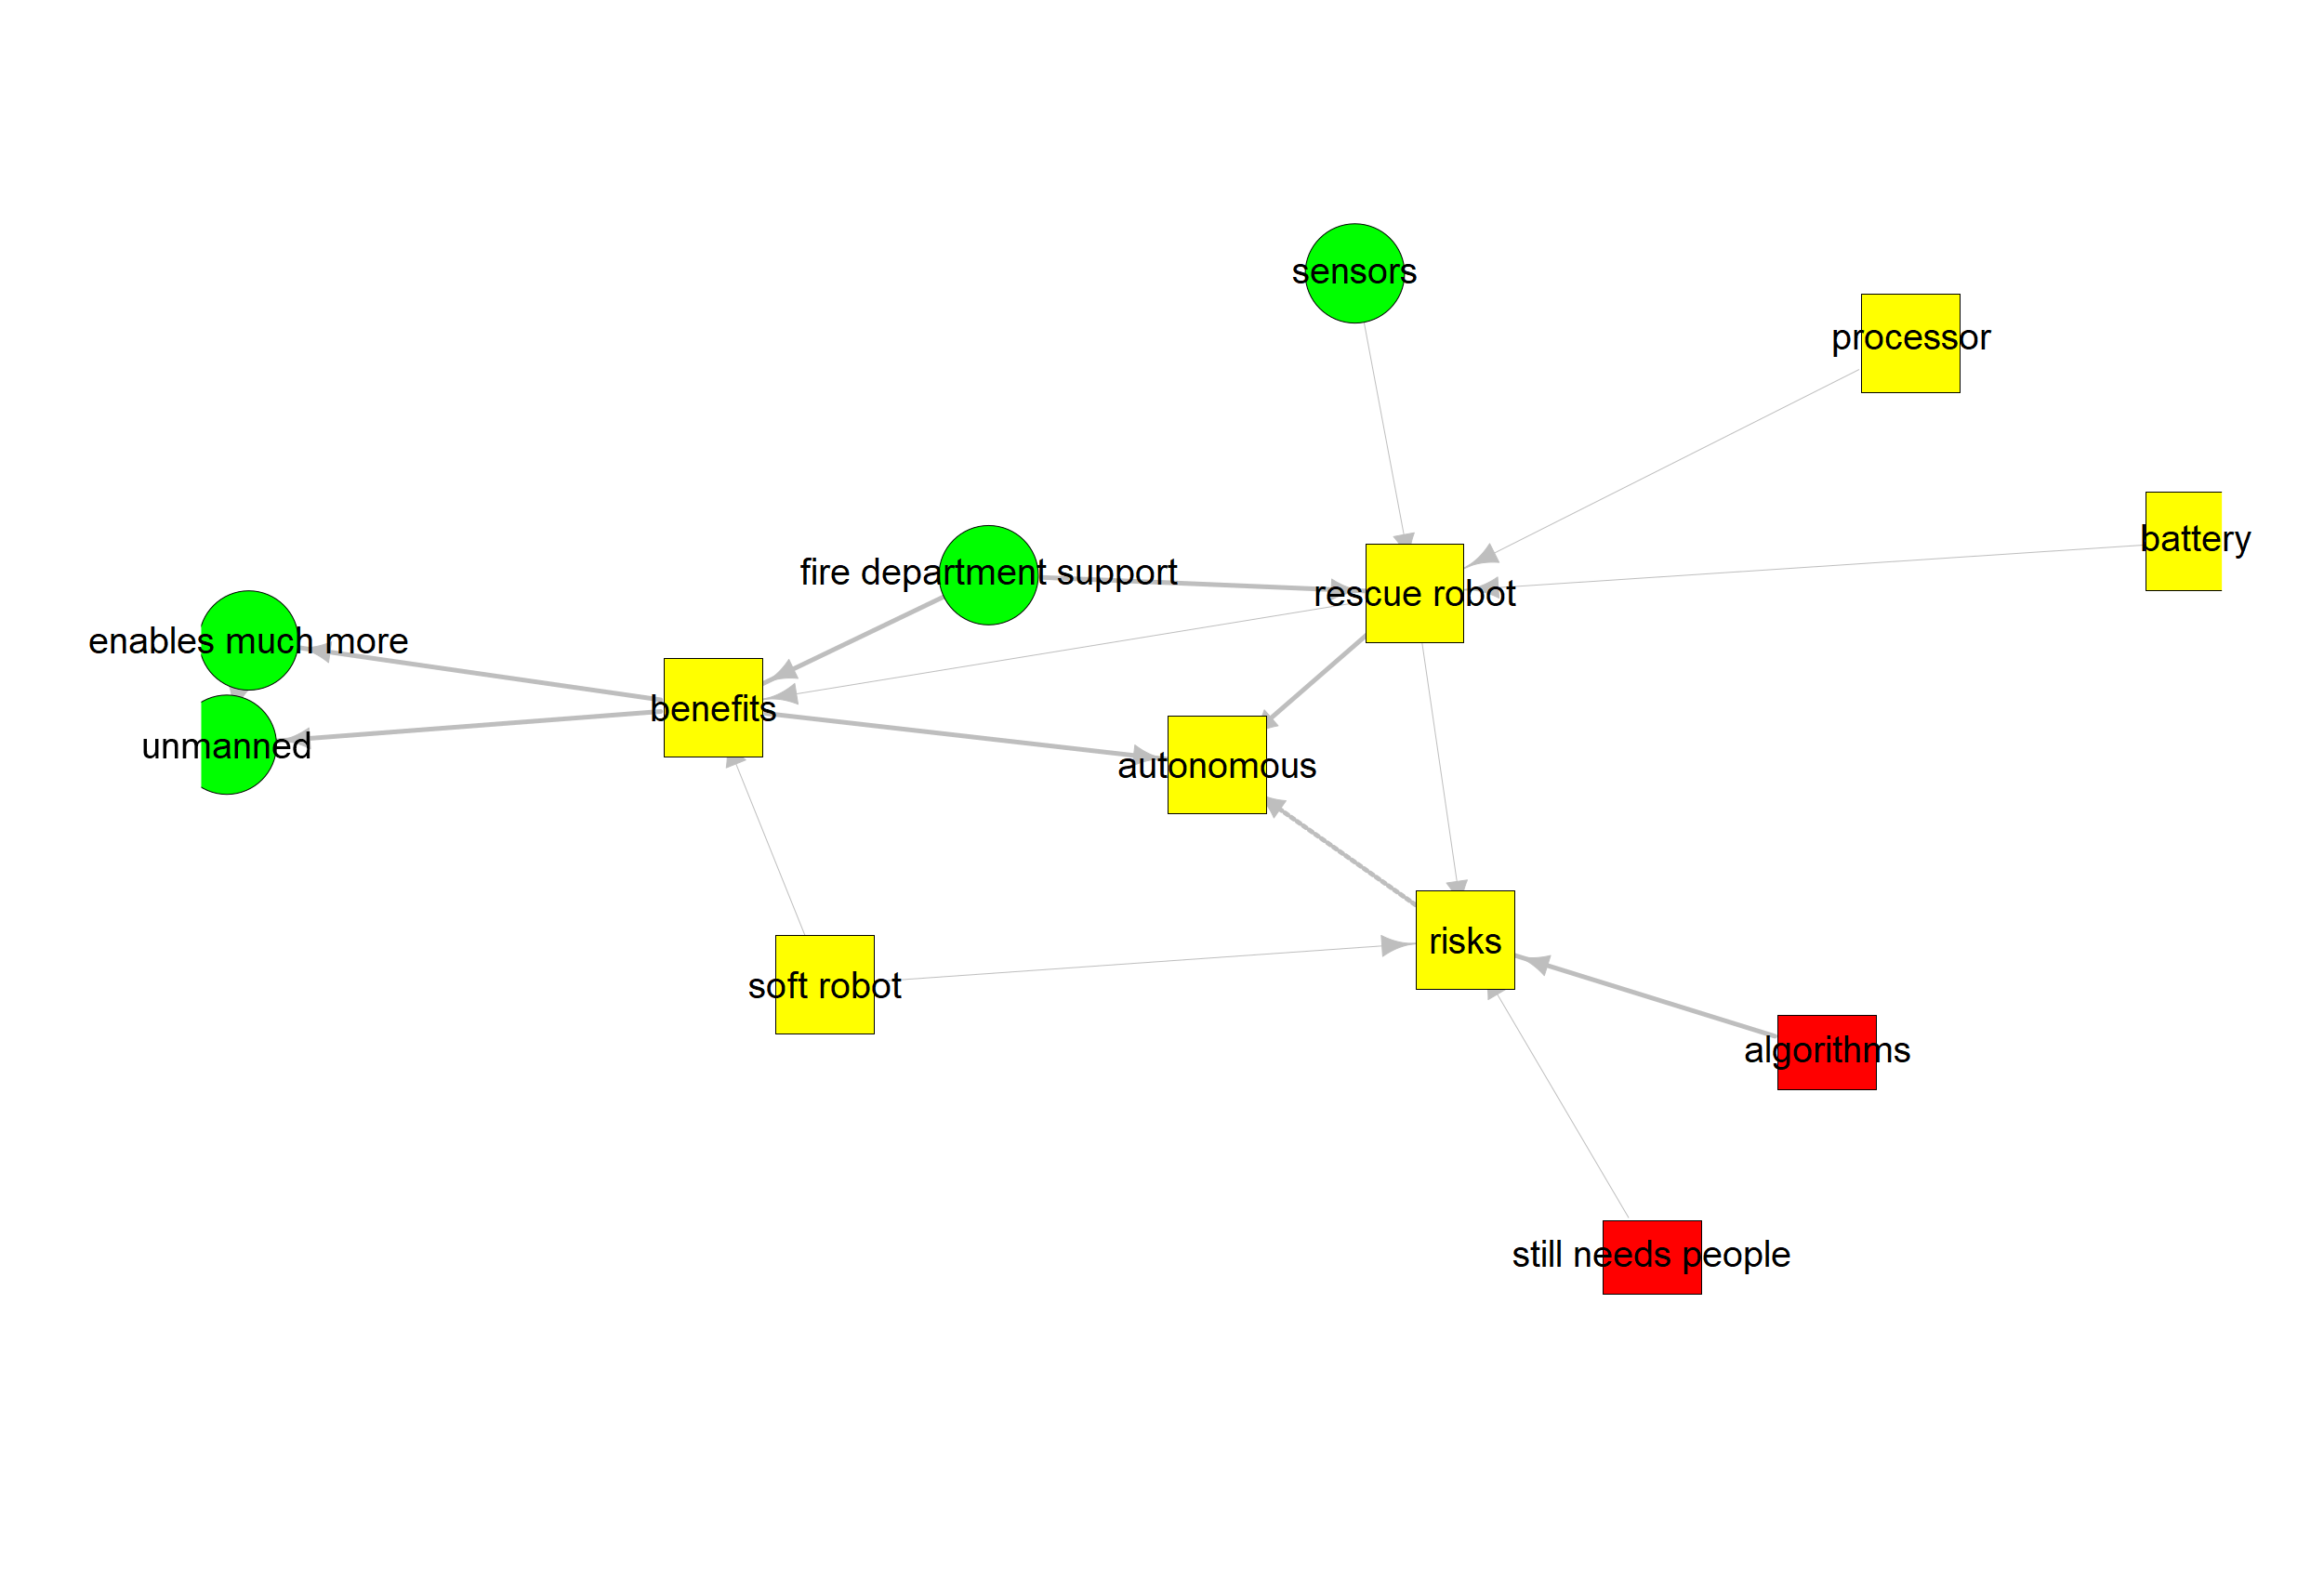 sensors
processor
battery
fire department support
rescue robot
enables much more
benefits
unmanned
autonomous
risks
soft robot
algorithms
still needs people